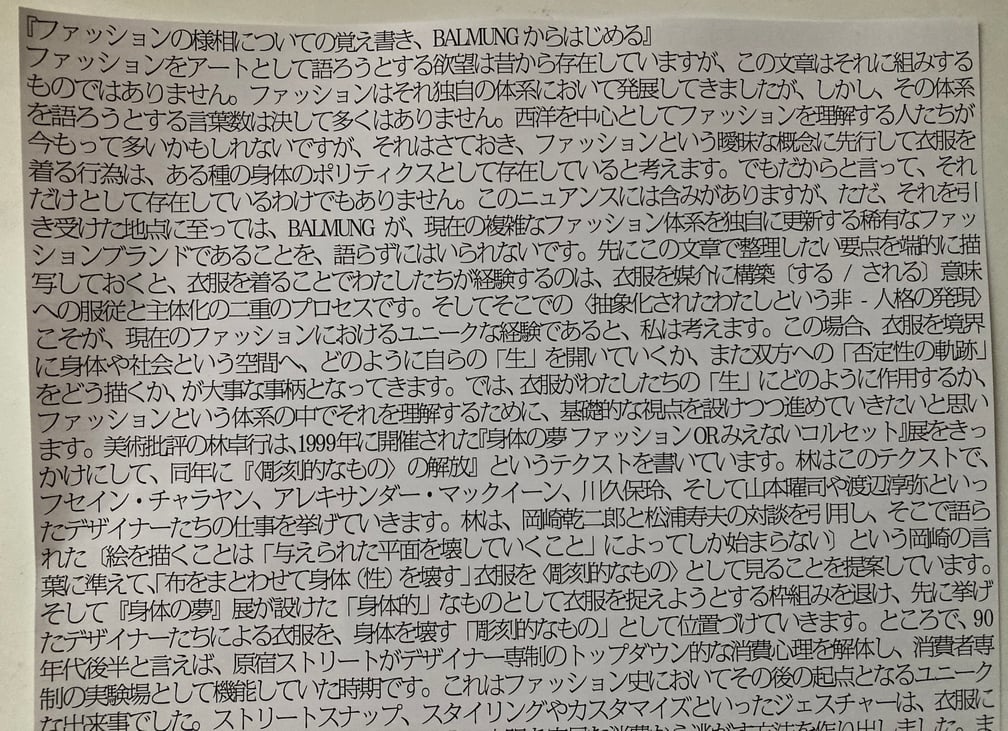 『ファッションの様相についての覚え書き、BALMUNG からはじめる』
ファッションをアートとして語ろうとする欲望は昔から存在していますが、この文章はそれに組みする
ものではありません。ファッションはそれ独自の体系において発展してきましたが、しかし、その体系
を語ろうとする言葉数は決して多くはありません。西洋を中心としてファッションを理解する人たちが
今もって多いかもしれないですが、それはさておき、ファッションという曖昧な概念に先行して衣服を
着る行為は、ある種の身体のポリティクスとして存在していると考えます。でもだからと言って、それ
だけとして存在しているわけでもありません。このニュアンスには含みがありますが、ただ、それを引
き受けた地点に至っては、BALMUNG が、現在の複雑なファッション体系を独自に更新する稀有なファッ
ションブランドであることを、語らずにはいられないです。先にこの文章で整理したい要点を端的に描
写しておくと、衣服を着ることでわたしたちが経験するのは、衣服を媒介に構築〔する / される〕意味
への服従と主体化の二重のプロセスです。そしてそこでの〈抽象化されたわたしという非 - 人格の発現〉
こそが、現在のファッションにおけるユニークな経験であると、私は考えます。この場合、衣服を境界
に身体や社会という空間へ、どのように自らの「生」を開いていくか、また双方への「否定性の軌跡」
をどう描くか、が大事な事柄となってきます。では、衣服がわたしたちの「生」にどのように作用するか、
ファッションという体系の中でそれを理解するために、基礎的な視点を設けつつ進めていきたいと思い
ます。美術批評の林卓行は、1999年に開催された『身体の夢 ファッションORみえないコルセット』展をきっ
かけにして、同年に『〈彫刻的なもの〉の解放』というテクストを書いています。林はこのテクストで、
フセイン・チャラヤン、アレキサンダー・マックイーン、川久保玲、そして山本耀司や渡辺淳弥といっ
たデザイナーたちの仕事を挙げていきます。林は、岡崎乾二郎と松浦寿夫の対談を引用し、そこで語ら
れた〔絵を描くことは「与えられた平面を壊していくこと」によってしか始まらない〕という岡崎の言
葉に準えて、「布をまとわせて身体（性）を壊す」衣服を〈彫刻的なもの〉として見ることを提案しています。
そして『身体の夢』展が設けた「身体的」なものとして衣服を捉えようとする枠組みを退け、先に挙げ
たデザイナーたちによる衣服を、身体を壊す「彫刻的なもの」として位置づけていきます。ところで、90
年代後半と言えば、原宿ストリートがデザイナー専制のトップダウン的な消費心理を解体し、消費者専
制の実験場として機能していた時期です。これはファッション史においてその後の起点となるユニーク
な出来事でした。ストリートスナップ、スタイリングやカスタマイズといったジェスチャーは、衣服に